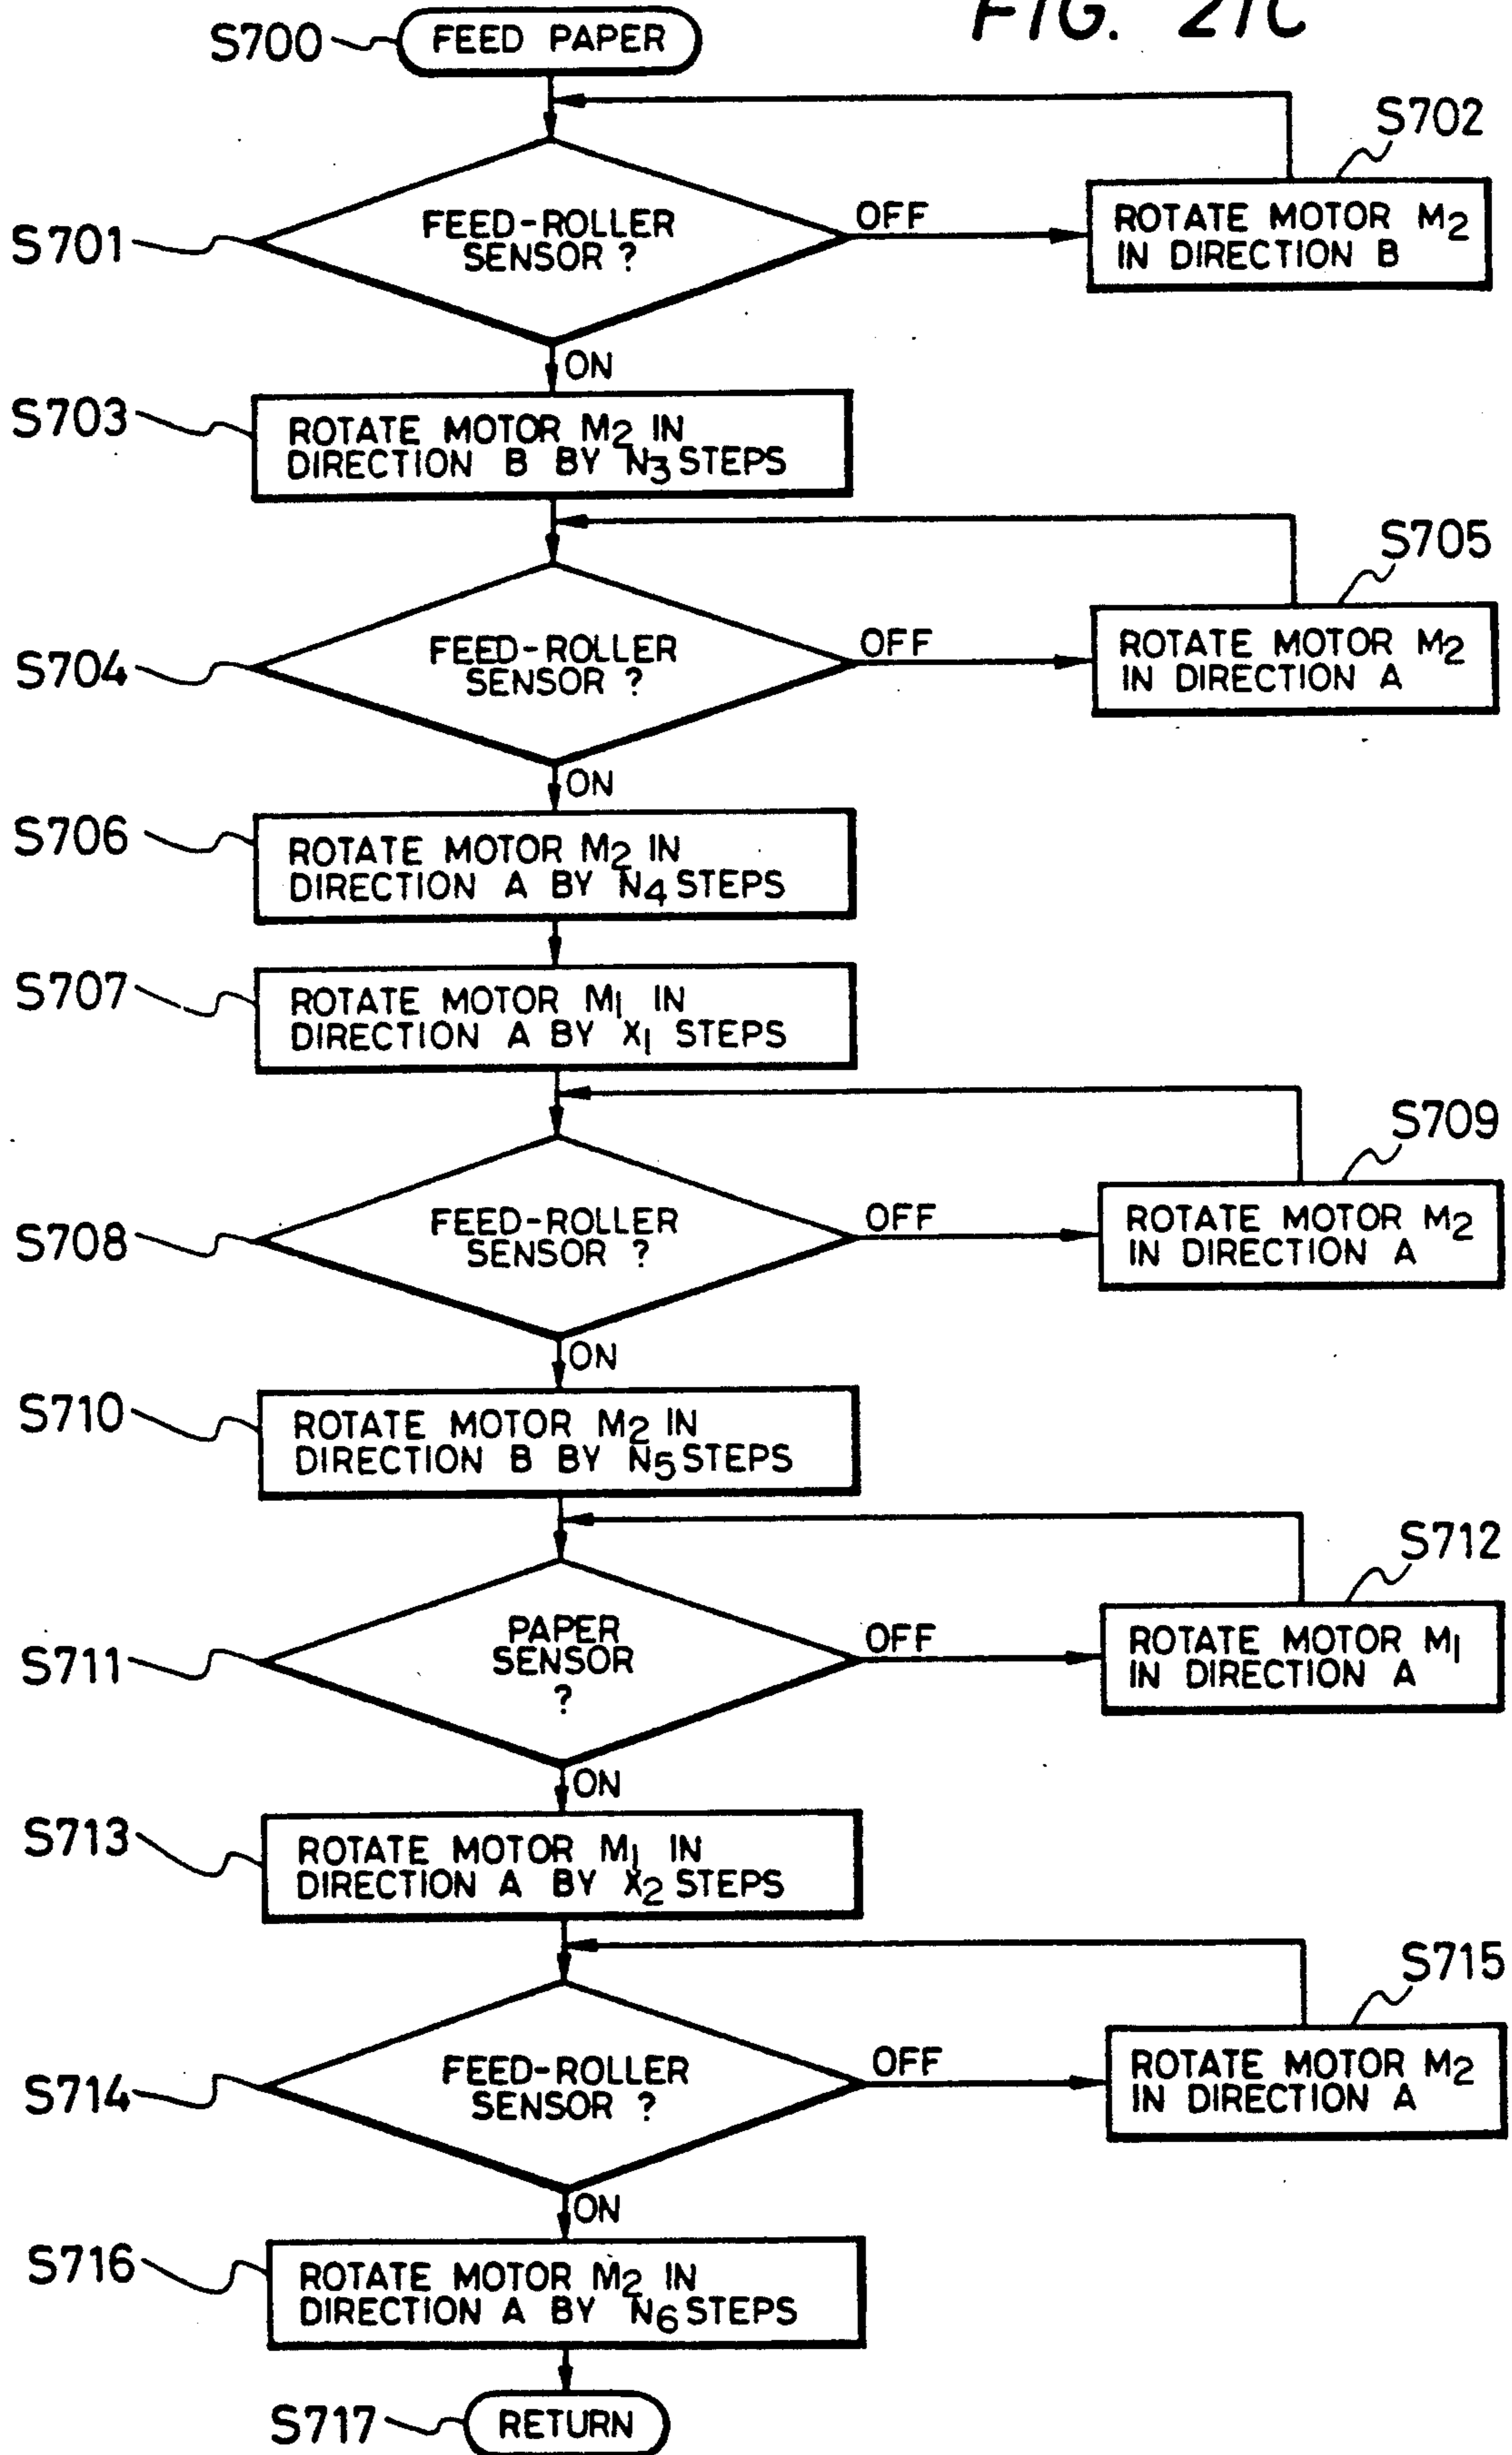 FIG. 21C
S700
FEED PAPER
S702
S701
FEED-ROLLER
SENSOR ?
OFF
ROTATE MOTOR M2
IN DIRECTION B
ON
S703
ROTATE MOTOR M2 IN
DIRECTION B BY N3 STEPS
S705
S704
FEED-ROLLER
SENSOR ?
OFF
ROTATE MOTOR M2
IN DIRECTION A
ON
S706
ROTATE MOTOR M2 IN
DIRECTION A BY N4 STEPS
S707
ROTATE MOTOR M1 IN
DIRECTION A BY X1 STEPS
S709
S708
FEED-ROLLER
SENSOR ?
OFF
ROTATE MOTOR M2
IN DIRECTION A
ON
S710
ROTATE MOTOR M2 IN
DIRECTION B BY N5 STEPS
S712
S711
PAPER
SENSOR
?
OFF
ROTATE MOTOR M1
IN DIRECTION A
ON
S713
ROTATE MOTOR M1 IN
DIRECTION A BY X2 STEPS
S715
S714
FEED-ROLLER
SENSOR ?
OFF
ROTATE MOTOR M2
IN DIRECTION A
ON
S716
ROTATE MOTOR M2 IN
DIRECTION A BY N6 STEPS
S717
RETURN